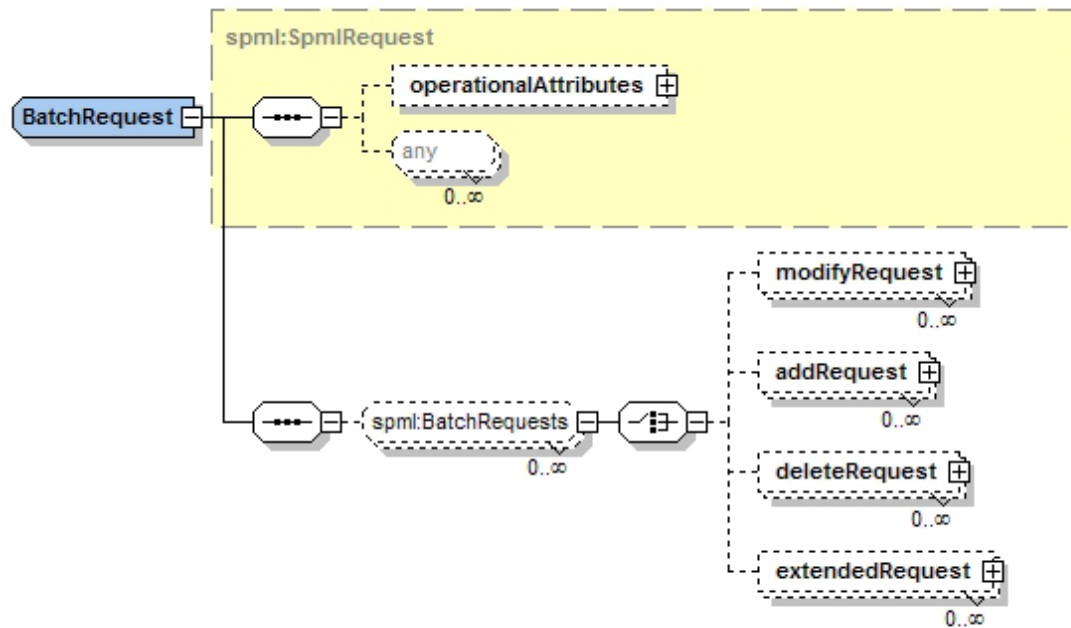 spml:SpmlRequest
operationalAttributes
BatchRequest
any
0..∞
modifyRequest
0..∞
addRequest
0..∞
spml:BatchRequests
0..∞
deleteRequest
0..∞
extendedRequest
0..∞